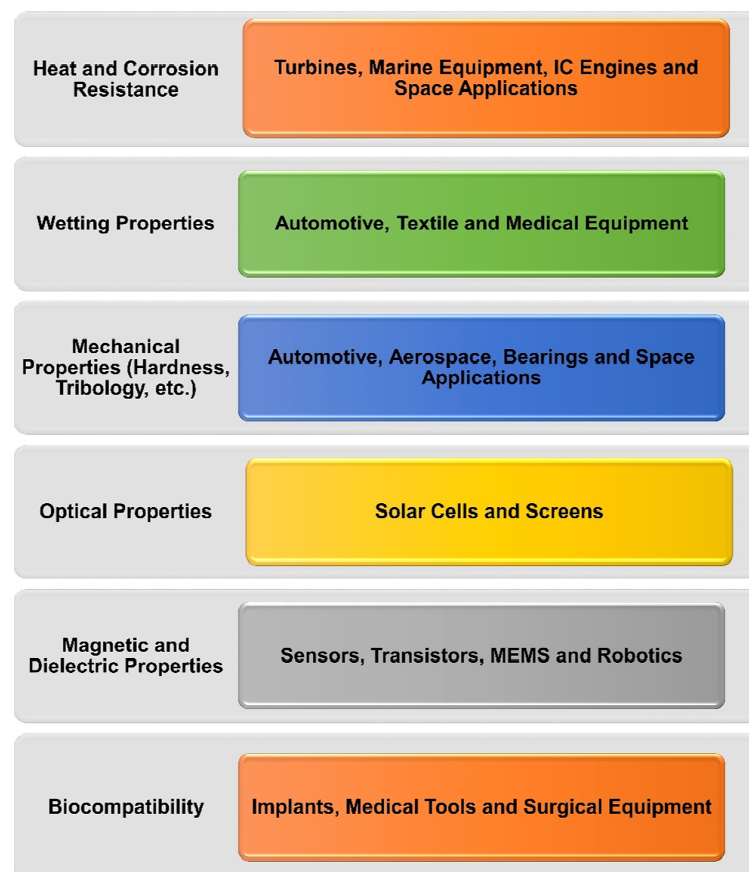 Heat and Corrosion
Resistance
Turbines, Marine Equipment, IC Engines and
Space Applications
Wetting Properties
Automotive, Textile and Medical Equipment
Mechanical
Properties (Hardness,
Tribology, etc.)
Automotive, Aerospace, Bearings and Space
Applications
Optical Properties
Solar Cells and Screens
Magnetic and
Dielectric Properties
Sensors, Transistors, MEMS and Robotics
Biocompatibility
Implants, Medical Tools and Surgical Equipment